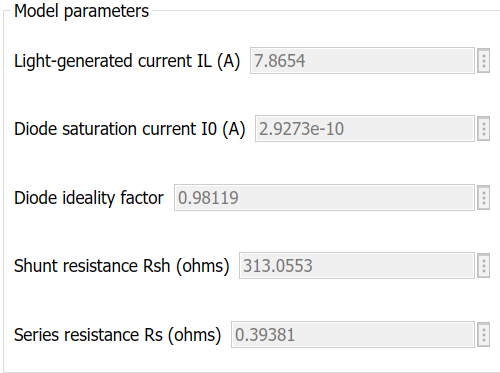 Model parameters
Light-generated current IL (A) 7.8654
Diode saturation current I0 (A) 2.9273e-10
Diode ideality factor 0.98119
Shunt resistance Rsh (ohms) 313.0553
Series resistance Rs (ohms) 0.39381